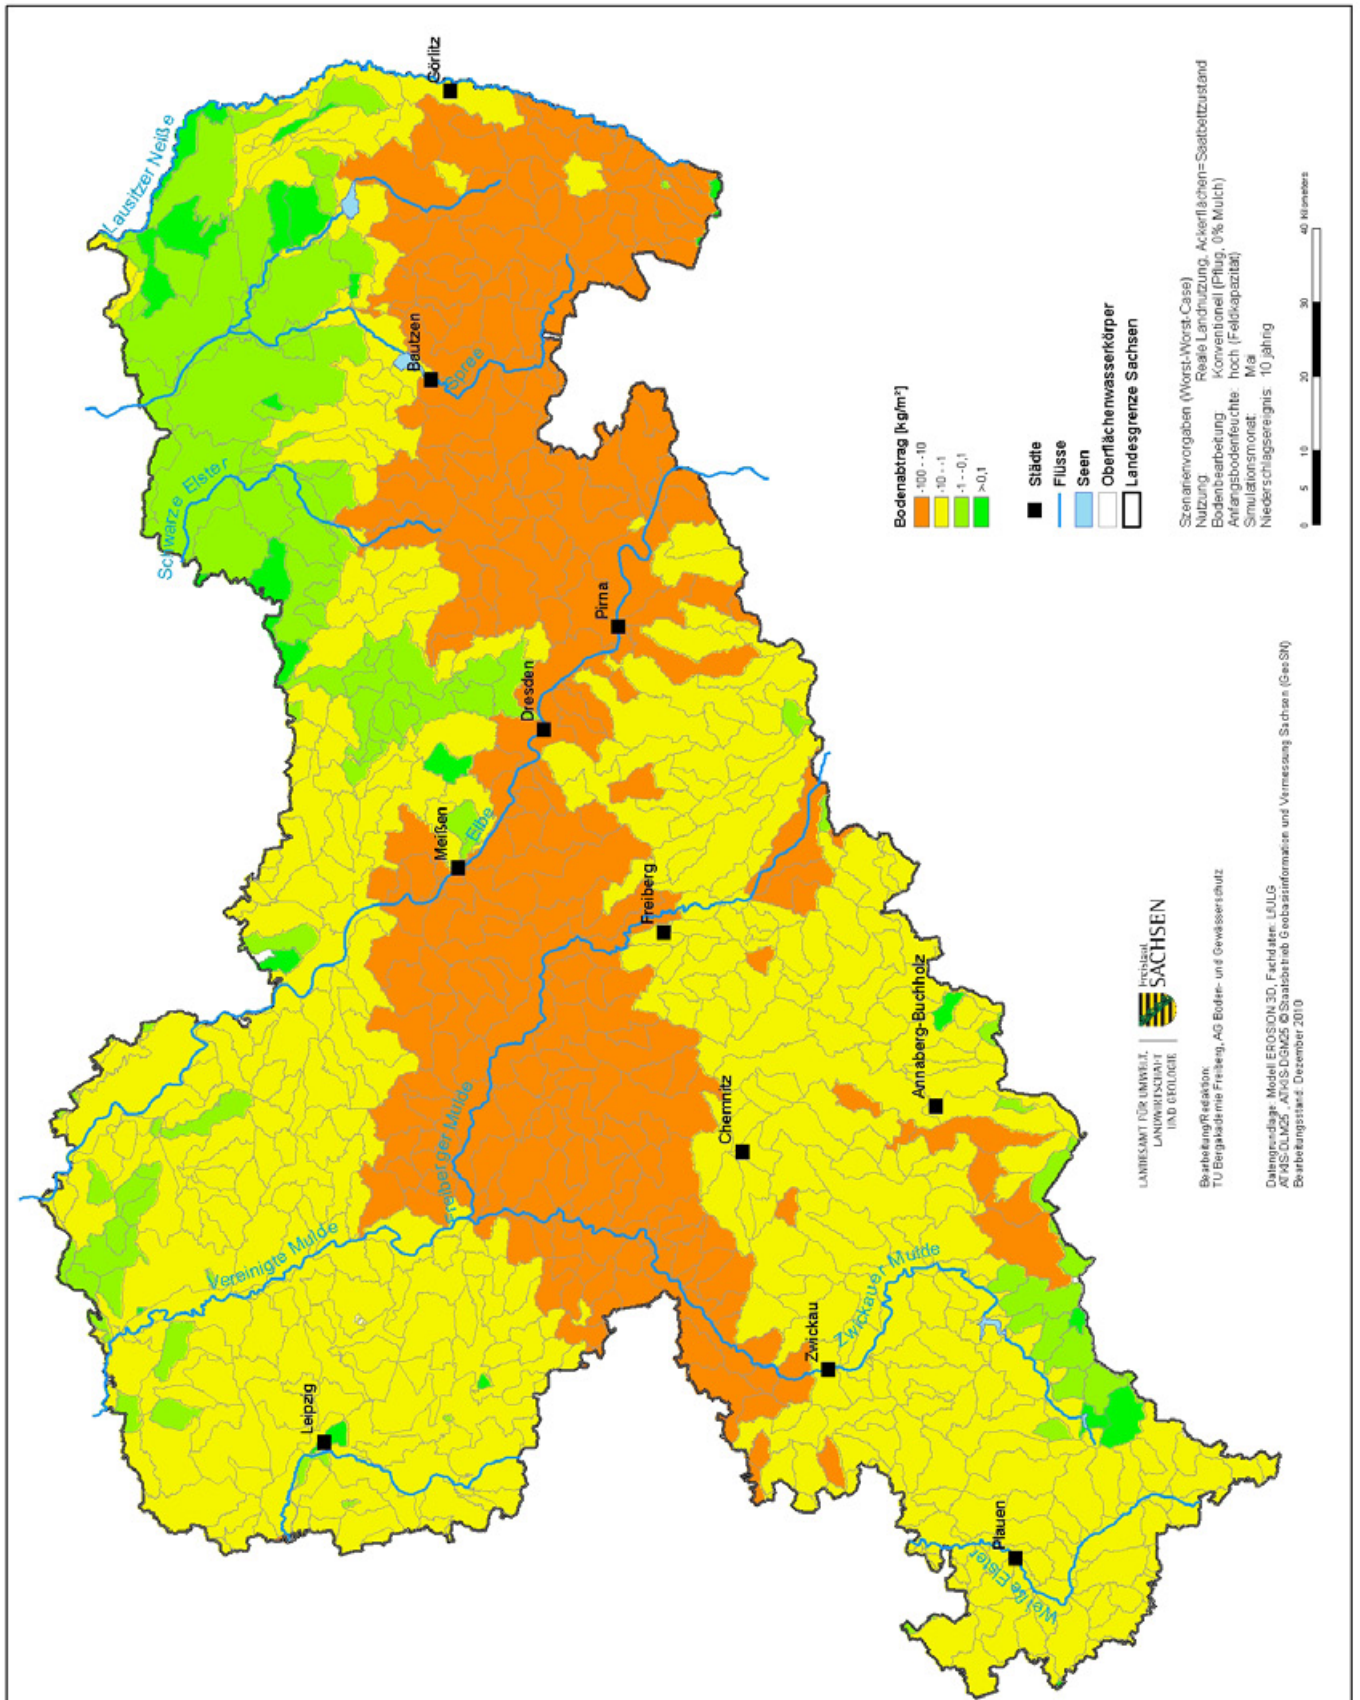 Lausitzer Neiße
Görlitz
Schwarze Elster
Bautzen
Spree
Pirna
Dresden
Meißen
Elbe
Freiberg
Freiberger Mulde
Vereinigte Mulde
Leipzig
Chemnitz
Annaberg-Buchholz
Zwickau
Zwickauer Mulde
Plauen
Weiße Elster
Bodenabtrag [kg/m²]
-100 - -10
-10 - -1
-1 - -0,1
>-0,1
Städte
Flüsse
Seen
Oberflächenwasserkörper
Landesgrenze Sachsen
Szenarienvorgaben (Worst-Worst-Case)
Nutzung: Reale Landnutzung, Ackerflächen=Saatbettzustand
Bodenbearbeitung: Konventionell (Pflug, 0% Mulch)
Anfangsbodenfeuchte: hoch (Feldkapazität)
Simulationsmonat: Mai
Niederschlagsereignis: 10 jährig
0 5 10 20 30 40 Kilometers
LANDESAMT FÜR UMWELT,
LANDWIRTSCHAFT
UND GEOLOGIE
Freistaat
SACHSEN
Bearbeitung/Redaktion:
TU Bergakademie Freiberg, AG Boden- und Gewässerschutz
Datengrundlage: Modell EROSION 3D, Fachdaten: LfULG
ATKIS-DLM25, ATKIS-DGM25 © Staatsbetrieb Geobasisinformation und Vermessung Sachsen (GeoSN)
Bearbeitungsstand: Dezember 2010